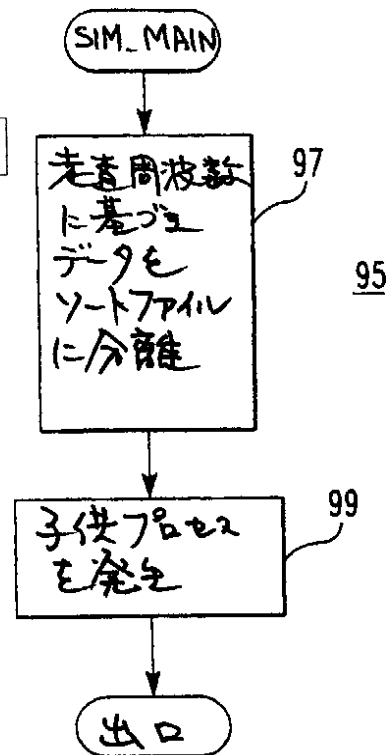 SIM_MAIN
走査周波数
に基づき
データを
ソートファイル
に分離
97
95
子供プロセス
を発生
99
出口